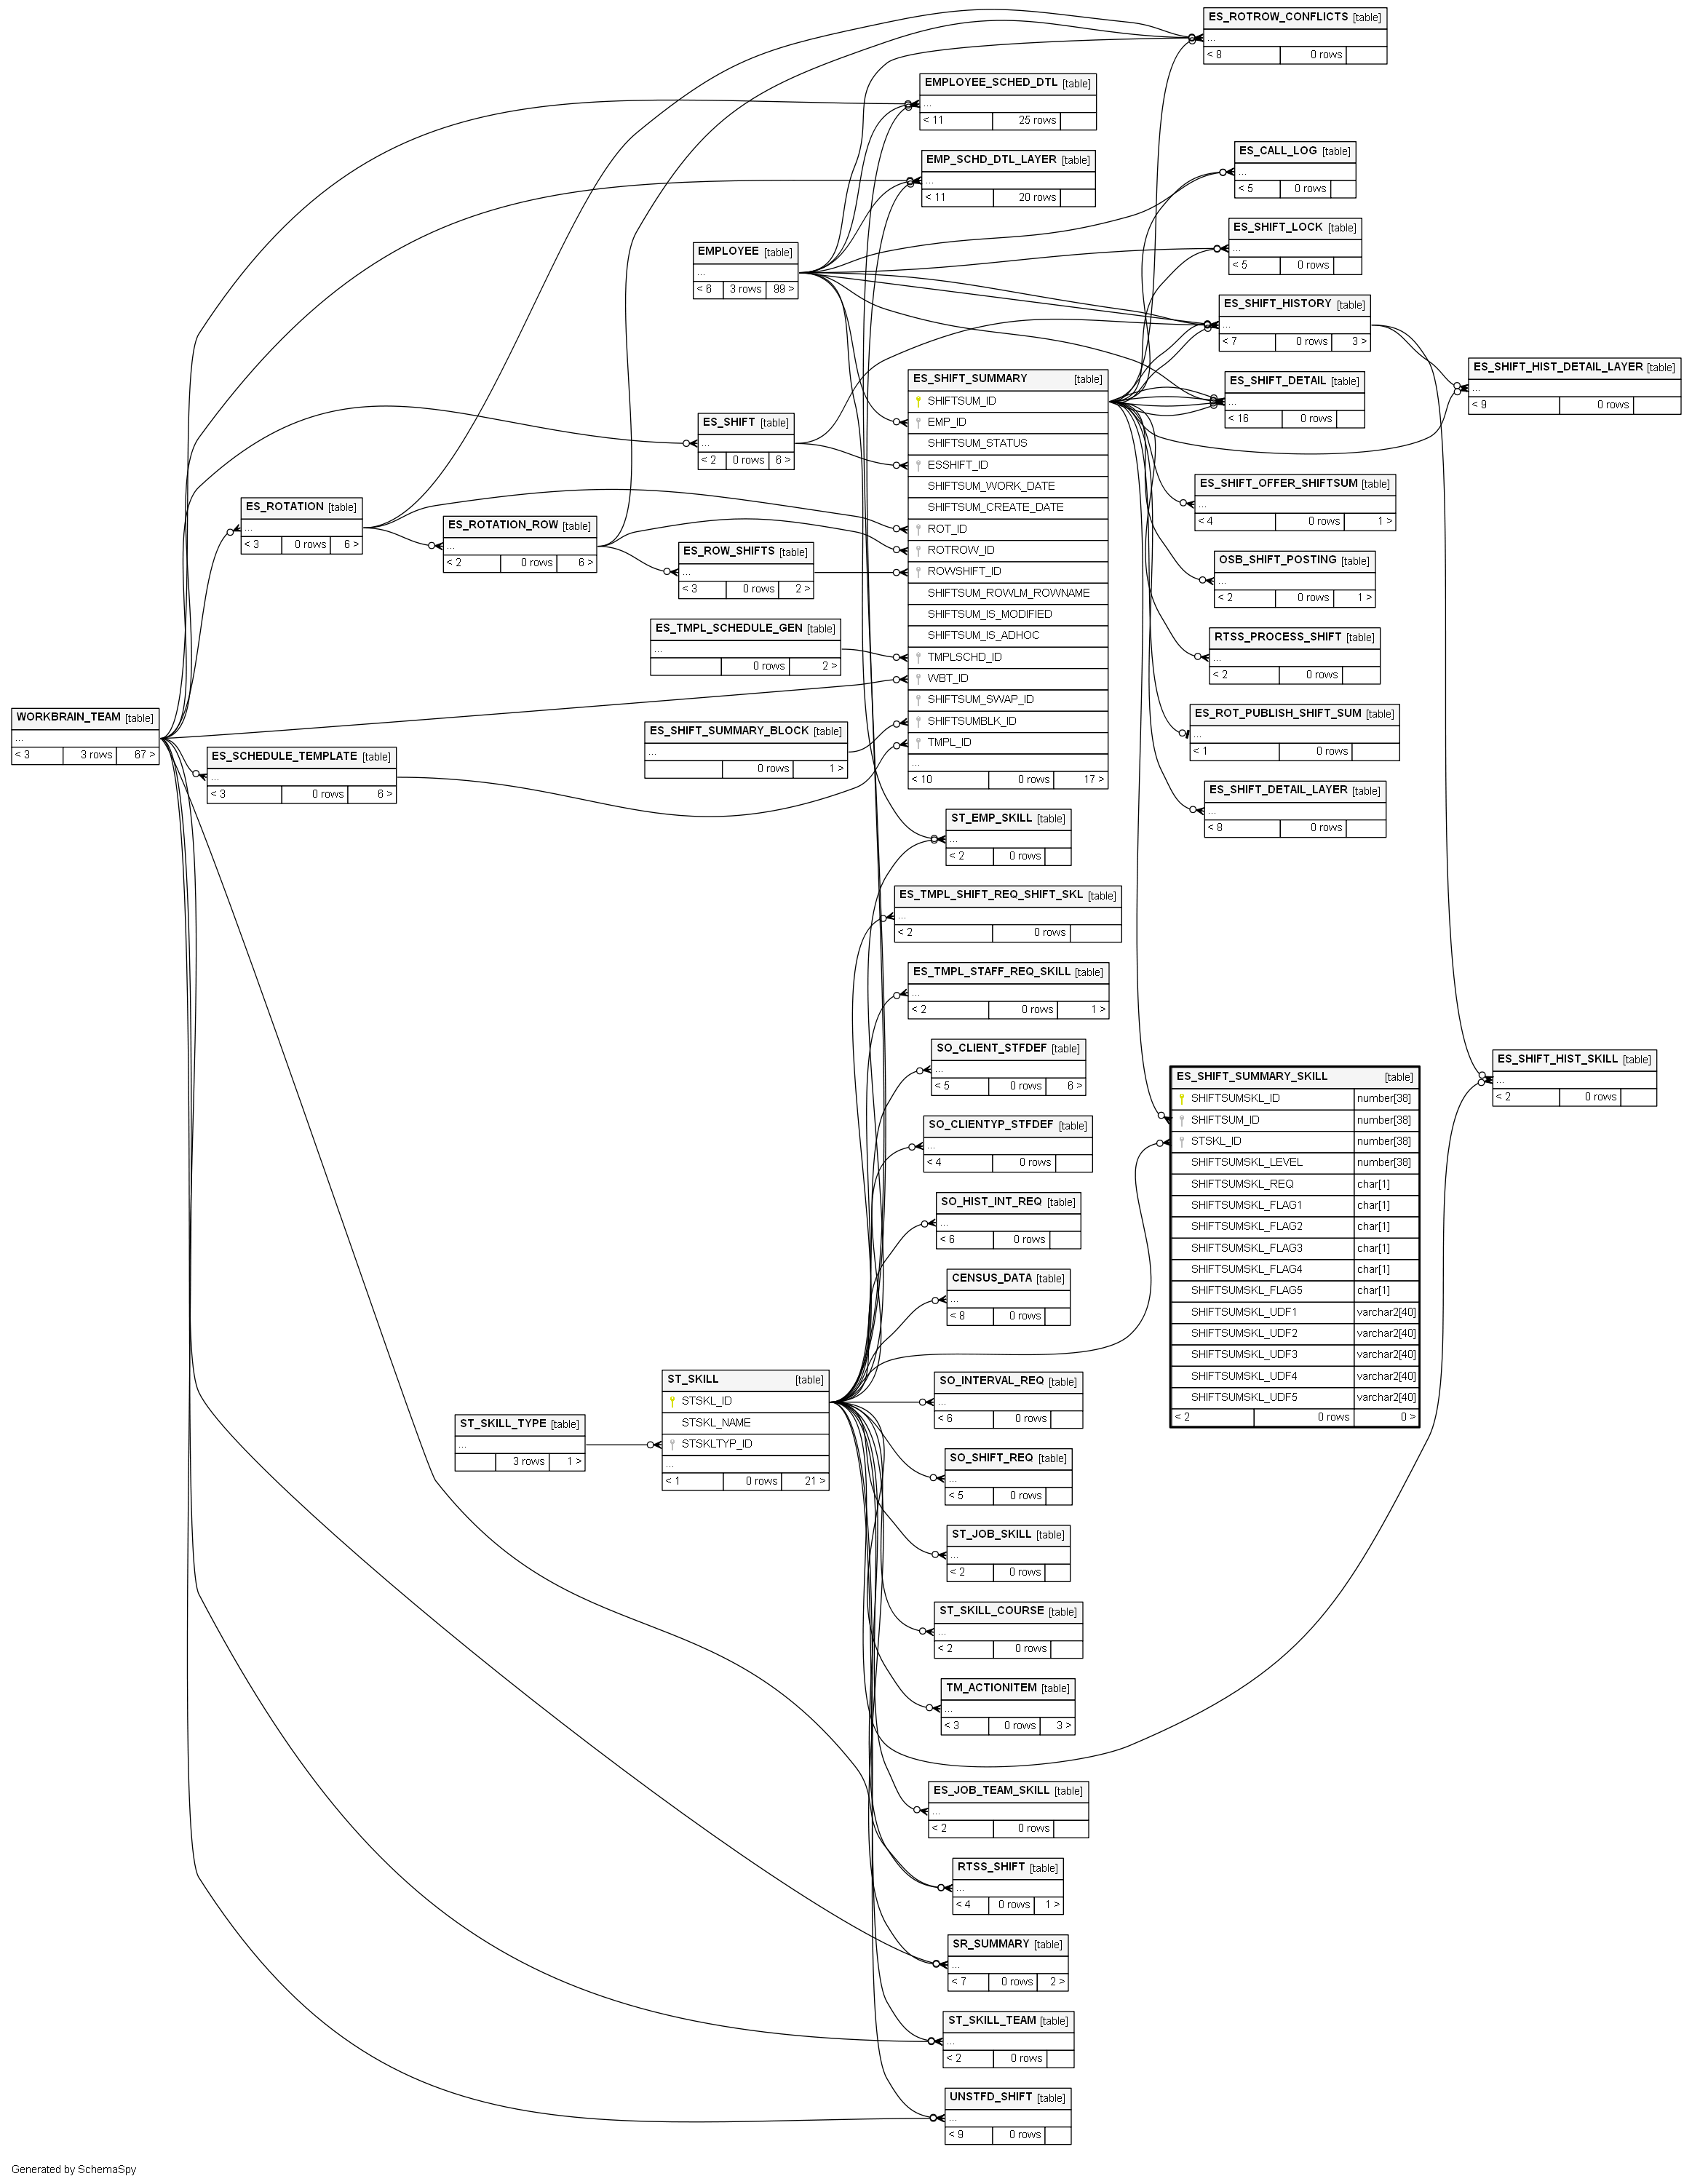 ES_ROTROW_CONFLICTS [table]
...
< 8 0 rows
EMPLOYEE_SCHED_DTL [table]
...
< 11 25 rows
EMP_SCHD_DTL_LAYER [table]
...
< 11 20 rows
ES_CALL_LOG [table]
...
< 5 0 rows
ES_SHIFT_LOCK [table]
...
< 5 0 rows
EMPLOYEE [table]
...
< 6 3 rows 99 >
ES_SHIFT_HISTORY [table]
...
< 7 0 rows 3 >
ES_SHIFT_HIST_DETAIL_LAYER [table]
...
< 9 0 rows
ES_SHIFT_DETAIL [table]
...
< 16 0 rows
ES_SHIFT_SUMMARY [table]
SHIFTSUM_ID
EMP_ID
SHIFTSUM_STATUS
ESSHIFT_ID
SHIFTSUM_WORK_DATE
SHIFTSUM_CREATE_DATE
ROT_ID
ROTROW_ID
ROWSHIFT_ID
SHIFTSUM_ROWLM_ROWNAME
SHIFTSUM_IS_MODIFIED
SHIFTSUM_IS_ADHOC
TMPLSCHD_ID
WBT_ID
SHIFTSUM_SWAP_ID
SHIFTSUMBLK_ID
TMPL_ID
...
< 10 0 rows 17 >
ES_SHIFT [table]
...
< 2 0 rows 6 >
ES_ROTATION [table]
...
< 3 0 rows 6 >
ES_ROTATION_ROW [table]
...
< 2 0 rows 6 >
ES_ROW_SHIFTS [table]
...
< 3 0 rows 2 >
ES_TMPL_SCHEDULE_GEN [table]
...
0 rows 2 >
WORKBRAIN_TEAM [table]
...
< 3 3 rows 67 >
ES_SCHEDULE_TEMPLATE [table]
...
< 3 0 rows 6 >
ES_SHIFT_SUMMARY_BLOCK [table]
...
0 rows 1 >
ES_SHIFT_OFFER_SHIFTSUM [table]
...
< 4 0 rows 1 >
OSB_SHIFT_POSTING [table]
...
< 2 0 rows 1 >
RTSS_PROCESS_SHIFT [table]
...
< 2 0 rows
ES_ROT_PUBLISH_SHIFT_SUM [table]
...
< 1 0 rows
ES_SHIFT_DETAIL_LAYER [table]
...
< 8 0 rows
ST_EMP_SKILL [table]
...
< 2 0 rows
ES_TMPL_SHIFT_REQ_SHIFT_SKL [table]
...
< 2 0 rows
ES_TMPL_STAFF_REQ_SKILL [table]
...
< 2 0 rows 1 >
SO_CLIENT_STFDEF [table]
...
< 5 0 rows 6 >
SO_CLIENTYP_STFDEF [table]
...
< 4 0 rows
SO_HIST_INT_REQ [table]
...
< 6 0 rows
CENSUS_DATA [table]
...
< 8 0 rows
ES_SHIFT_SUMMARY_SKILL [table]
SHIFTSUMSKL_ID number[38]
SHIFTSUM_ID number[38]
STSKL_ID number[38]
SHIFTSUMSKL_LEVEL number[38]
SHIFTSUMSKL_REQ char[1]
SHIFTSUMSKL_FLAG1 char[1]
SHIFTSUMSKL_FLAG2 char[1]
SHIFTSUMSKL_FLAG3 char[1]
SHIFTSUMSKL_FLAG4 char[1]
SHIFTSUMSKL_FLAG5 char[1]
SHIFTSUMSKL_UDF1 varchar2[40]
SHIFTSUMSKL_UDF2 varchar2[40]
SHIFTSUMSKL_UDF3 varchar2[40]
SHIFTSUMSKL_UDF4 varchar2[40]
SHIFTSUMSKL_UDF5 varchar2[40]
< 2 0 rows 0 >
ES_SHIFT_HIST_SKILL [table]
...
< 2 0 rows
ST_SKILL_TYPE [table]
...
3 rows 1 >
ST_SKILL [table]
STSKL_ID
STSKL_NAME
STSKLTYP_ID
...
< 1 0 rows 21 >
SO_INTERVAL_REQ [table]
...
< 6 0 rows
SO_SHIFT_REQ [table]
...
< 5 0 rows
ST_JOB_SKILL [table]
...
< 2 0 rows
ST_SKILL_COURSE [table]
...
< 2 0 rows
TM_ACTIONITEM [table]
...
< 3 0 rows 3 >
ES_JOB_TEAM_SKILL [table]
...
< 2 0 rows
RTSS_SHIFT [table]
...
< 4 0 rows 1 >
SR_SUMMARY [table]
...
< 7 0 rows 2 >
ST_SKILL_TEAM [table]
...
< 2 0 rows
UNSTFD_SHIFT [table]
...
< 9 0 rows
Generated by SchemaSpy